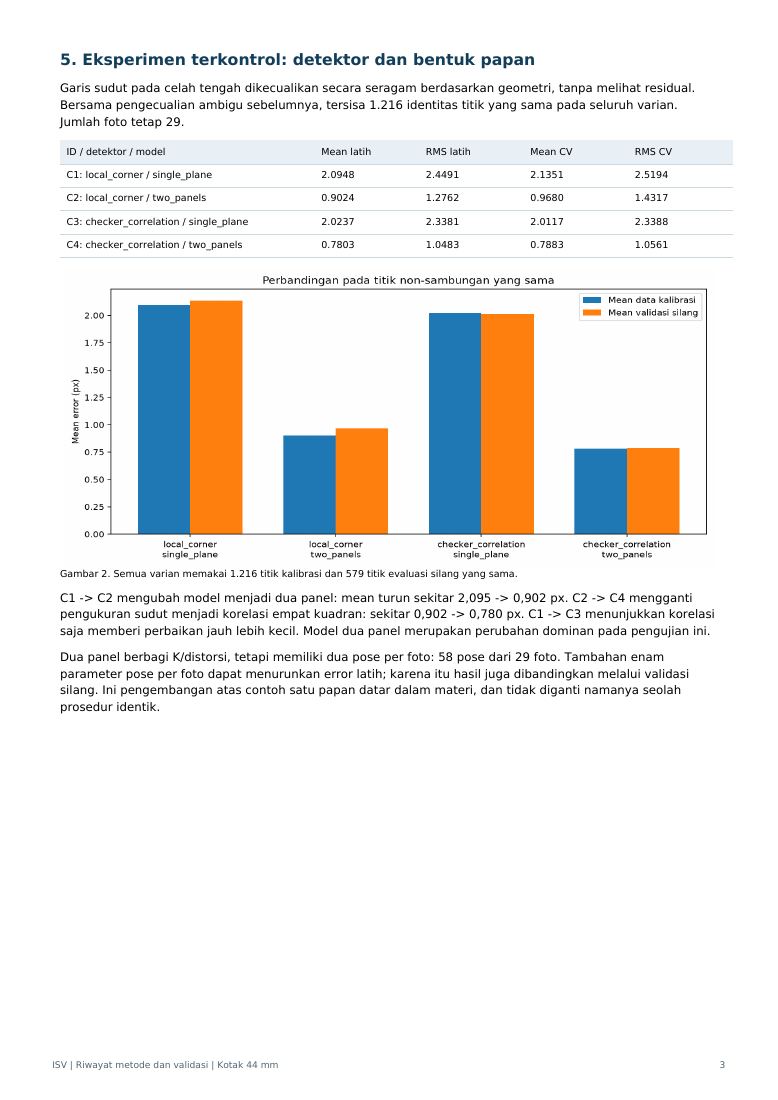 5. Eksperimen terkontrol: detektor dan bentuk papan
Garis sudut pada celah tengah dikecualikan secara seragam berdasarkan geometri, tanpa melihat residual.
Bersama pengecualian ambigu sebelumnya, tersisa 1.216 identitas titik yang sama pada seluruh varian.
Jumlah foto tetap 29.
ID / detektor / model Mean latih RMS latih Mean CV RMS CV
C1: local_corner / single_plane 2.0948 2.4491 2.1351 2.5194
C2: local_corner / two_panels 0.9024 1.2762 0.9680 1.4317
C3: checker_correlation / single_plane 2.0237 2.3381 2.0117 2.3388
C4: checker_correlation / two_panels 0.7803 1.0483 0.7883 1.0561
Perbandingan pada titik non-sambungan yang sama
Mean data kalibrasi
Mean validasi silang
Mean error (px)
2.00
1.75
1.50
1.25
1.00
0.75
0.50
0.25
0.00
local_corner local_corner checker_correlation checker_correlation
single_plane two_panels single_plane two_panels
Gambar 2. Semua varian memakai 1.216 titik kalibrasi dan 579 titik evaluasi silang yang sama.
C1 -> C2 mengubah model menjadi dua panel: mean turun sekitar 2,095 -> 0,902 px. C2 -> C4 mengganti
pengukuran sudut menjadi korelasi empat kuadran: sekitar 0,902 -> 0,780 px. C1 -> C3 menunjukkan korelasi
saja memberi perbaikan jauh lebih kecil. Model dua panel merupakan perubahan dominan pada pengujian ini.
Dua panel berbagi K/distorsi, tetapi memiliki dua pose per foto: 58 pose dari 29 foto. Tambahan enam
parameter pose per foto dapat menurunkan error latih; karena itu hasil juga dibandingkan melalui validasi
silang. Ini pengembangan atas contoh satu papan datar dalam materi, dan tidak diganti namanya seolah
prosedur identik.
ISV | Riwayat metode dan validasi | Kotak 44 mm 3